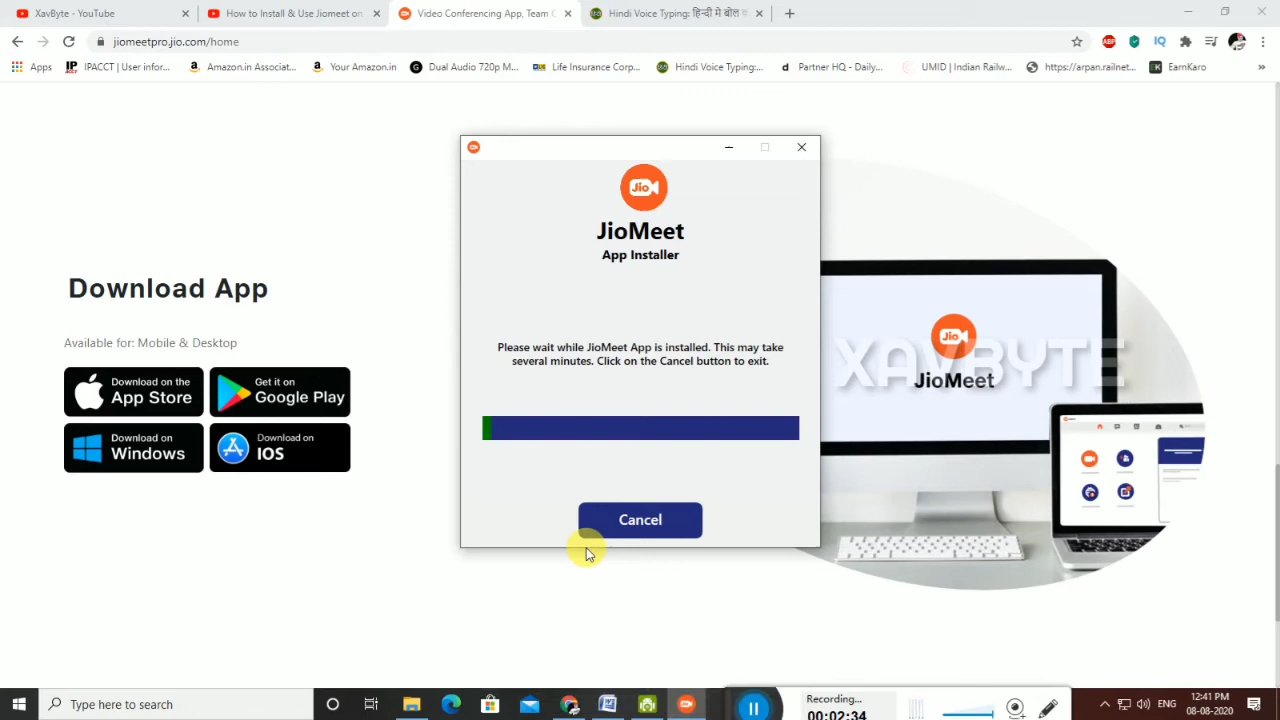 XavByte - YouTube
How to Install & Use Jiomeet on
Video Conferencing App, Team C
Hindi Voice Typing: हिन्दी में बोल क
jiomeetpro.jio.com/home
ABP
IQ
Apps
IPACCT | User infor...
Amazon.in Associat...
Your Amazon.in
Dual Audio 720p M...
Life Insurance Corp...
Hindi Voice Typing:...
Partner HQ - Daily...
UMID | Indian Railw...
https://arpan.railnet...
EarnKaro
»
Jio
JioMeet
App Installer
Please wait while JioMeet App is installed. This may take
several minutes. Click on the Cancel button to exit.
Cancel
Download App
Available for: Mobile & Desktop
Download on the
App Store
Get it on
Google Play
Download on
Windows
Download on
IOS
Jio
JioMeet
XAVBYTE
Type here to search
Recording...
00:02:34
ENG
12:41 PM
08-08-2020